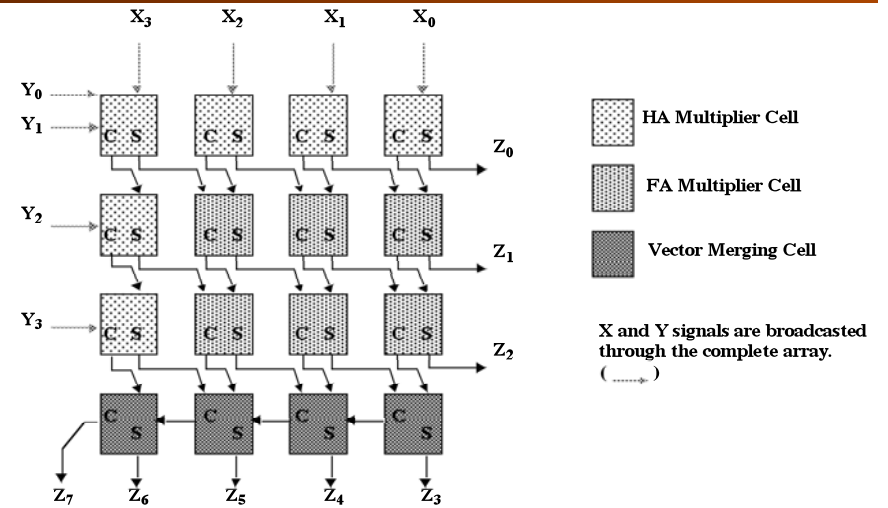 X3 X2 X1 X0
Y0
HA Multiplier Cell
Y1
C S C S C S C S
Z0
FA Multiplier Cell
Y2
C S C S C S C S
Z1
Vector Merging Cell
Y3
C S C S C S C S
Z2
X and Y signals are broadcasted
through the complete array.
( )
C S C S C S C S
Z7 Z6 Z5 Z4 Z3